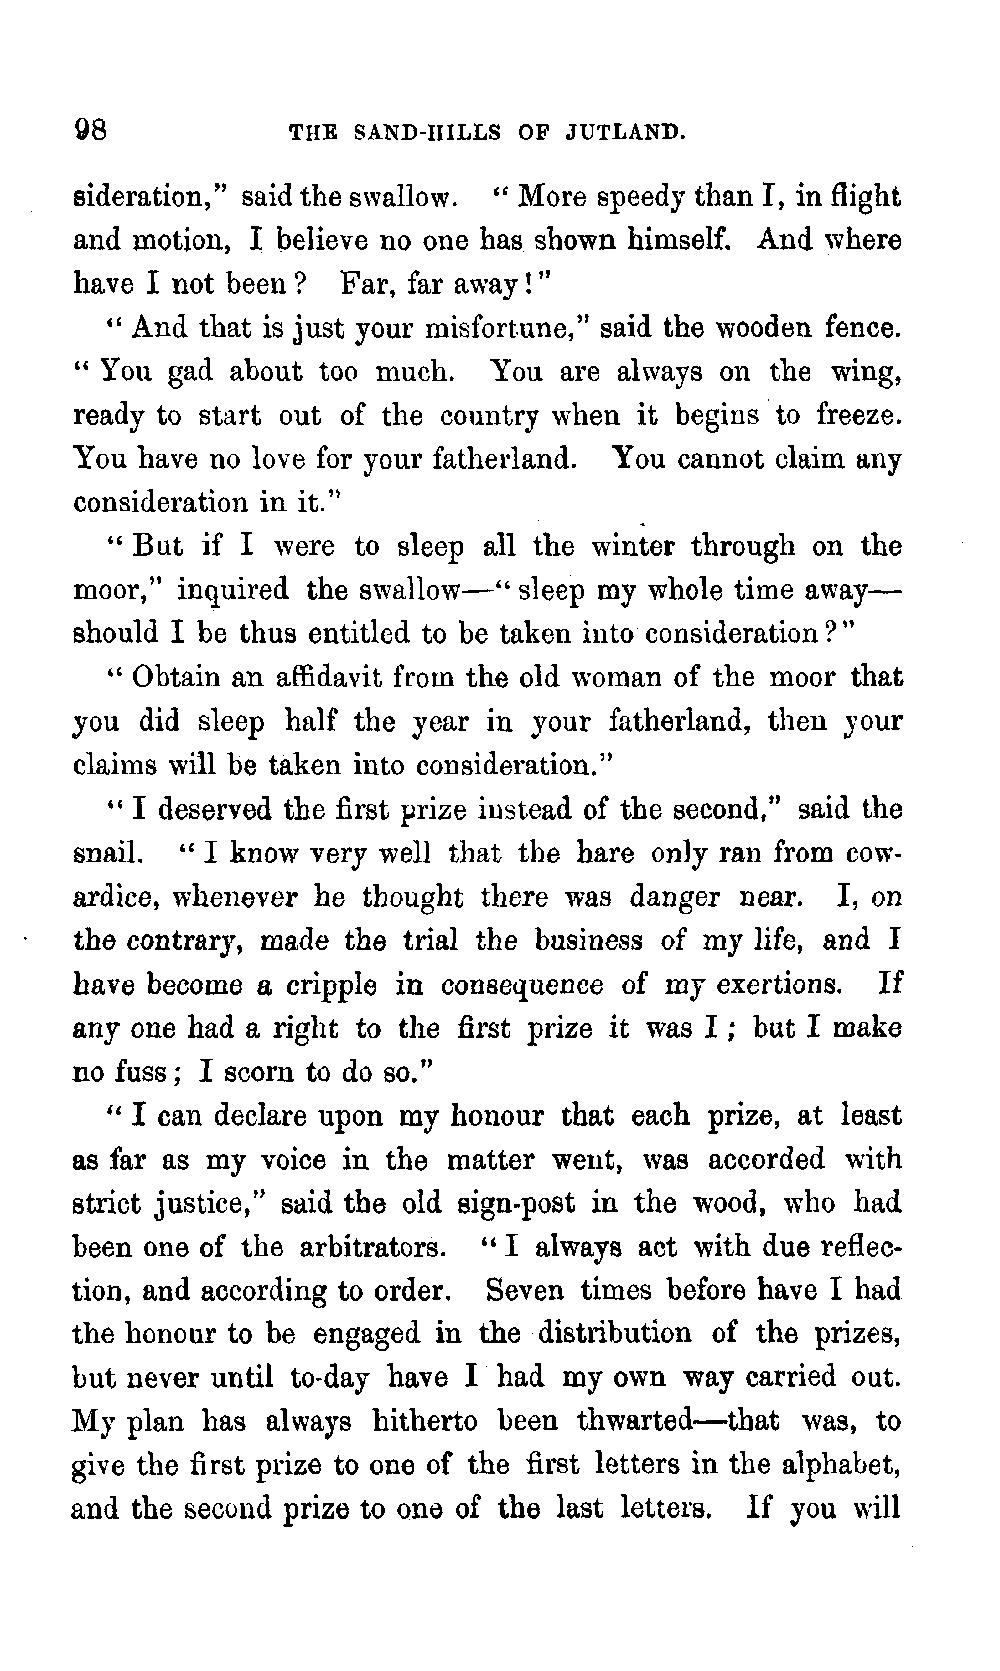 98 THE SAND-HILLS OF JUTLAND.
sideration," said the swallow. "More speedy than I, in flight
and motion, I believe no one has shown himself. And where
have I not been? Far, far away!"
"And that is just your misfortune," said the wooden fence.
"You gad about too much. You are always on the wing,
ready to start out of the country when it begins to freeze.
You have no love for your fatherland. You cannot claim any
consideration in it."
"But if I were to sleep all the winter through on the
moor," inquired the swallow—"sleep my whole time away—
should I be thus entitled to be taken into consideration?"
"Obtain an affidavit from the old woman of the moor that
you did sleep half the year in your fatherland, then your
claims will be taken into consideration."
"I deserved the first prize instead of the second," said the
snail. "I know very well that the hare only ran from cow-
ardice, whenever he thought there was danger near. I, on
the contrary, made the trial the business of my life, and I
have become a cripple in consequence of my exertions. If
any one had a right to the first prize it was I; but I make
no fuss; I scorn to do so."
"I can declare upon my honour that each prize, at least
as far as my voice in the matter went, was accorded with
strict justice," said the old sign-post in the wood, who had
been one of the arbitrators. "I always act with due reflec-
tion, and according to order. Seven times before have I had
the honour to be engaged in the distribution of the prizes,
but never until to-day have I had my own way carried out.
My plan has always hitherto been thwarted—that was, to
give the first prize to one of the first letters in the alphabet,
and the second prize to one of the last letters. If you will